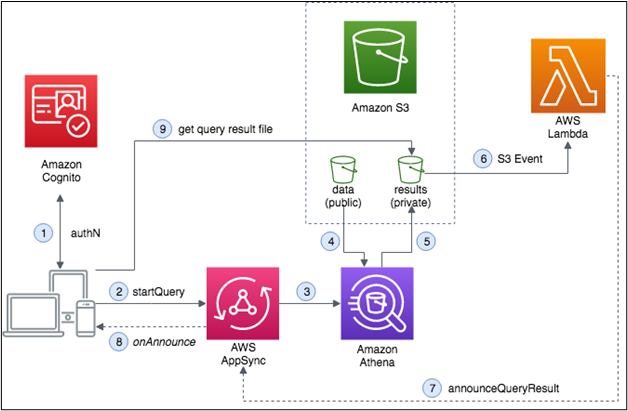 Amazon S3
AWS
Lambda
Amazon
Cognito
9 get query result file
6 S3 Event
data
(public)
results
(private)
1 authN
4
5
2 startQuery
3
8 onAnnounce
AWS
AppSync
Amazon
Athena
7 announceQueryResult